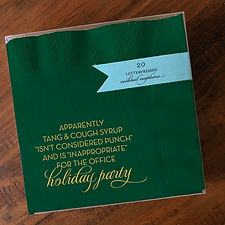 20
LETTERPRESSED
cocktail napkins
APPARENTLY
TANG & COUGH SYRUP
"ISN'T CONSIDERED PUNCH"
AND IS "INAPPROPRIATE"
FOR THE OFFICE
holiday party